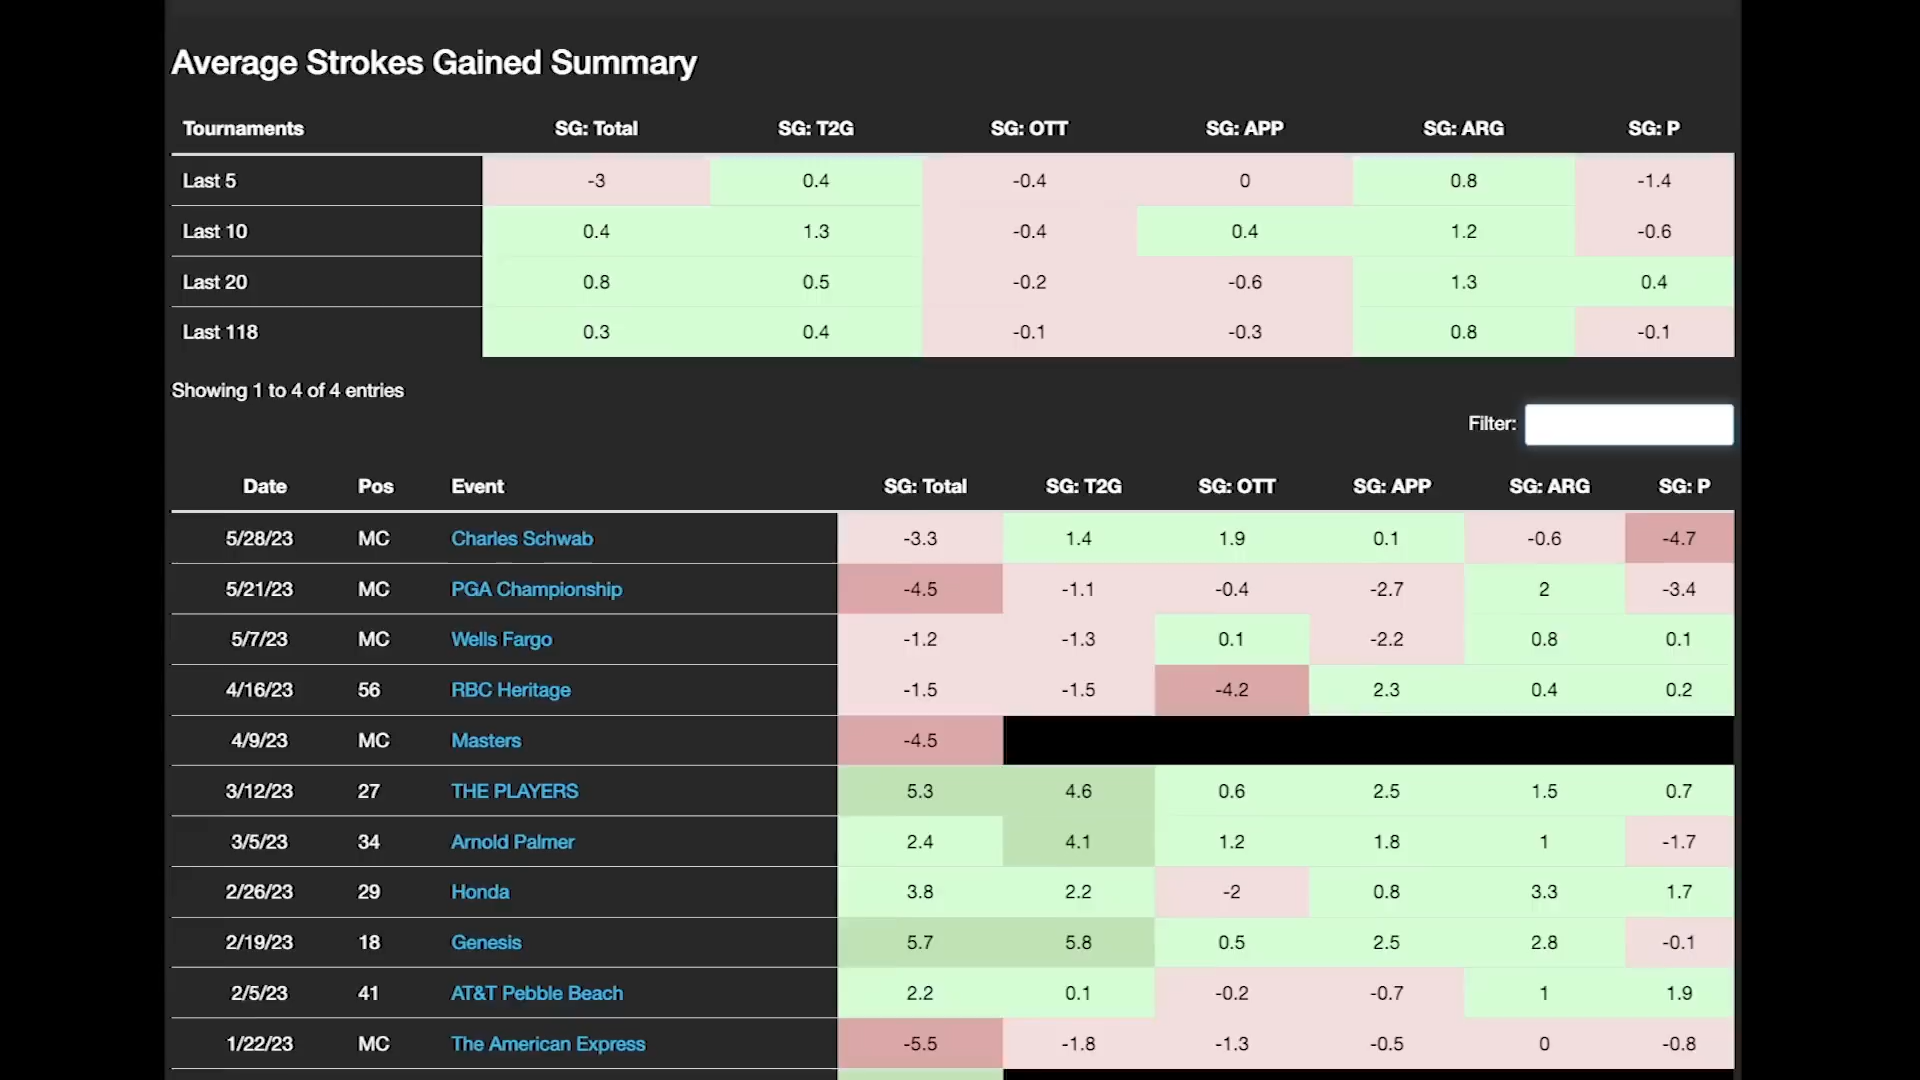 Average Strokes Gained Summary
Tournaments SG: Total SG: T2G SG: OTT SG: APP SG: ARG SG: P
Last 5 -3 0.4 -0.4 0 0.8 -1.4
Last 10 0.4 1.3 -0.4 0.4 1.2 -0.6
Last 20 0.8 0.5 -0.2 -0.6 1.3 0.4
Last 118 0.3 0.4 -0.1 -0.3 0.8 -0.1
Showing 1 to 4 of 4 entries
Filter:
Date Pos Event SG: Total SG: T2G SG: OTT SG: APP SG: ARG SG: P
5/28/23 MC Charles Schwab -3.3 1.4 1.9 0.1 -0.6 -4.7
5/21/23 MC PGA Championship -4.5 -1.1 -0.4 -2.7 2 -3.4
5/7/23 MC Wells Fargo -1.2 -1.3 0.1 -2.2 0.8 0.1
4/16/23 56 RBC Heritage -1.5 -1.5 -4.2 2.3 0.4 0.2
4/9/23 MC Masters -4.5
3/12/23 27 THE PLAYERS 5.3 4.6 0.6 2.5 1.5 0.7
3/5/23 34 Arnold Palmer 2.4 4.1 1.2 1.8 1 -1.7
2/26/23 29 Honda 3.8 2.2 -2 0.8 3.3 1.7
2/19/23 18 Genesis 5.7 5.8 0.5 2.5 2.8 -0.1
2/5/23 41 AT&T Pebble Beach 2.2 0.1 -0.2 -0.7 1 1.9
1/22/23 MC The American Express -5.5 -1.8 -1.3 -0.5 0 -0.8